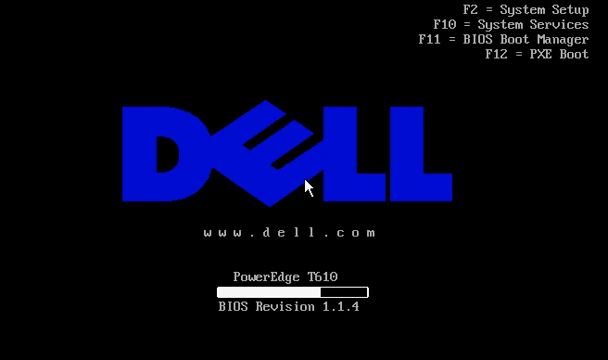 F2 = System Setup
F10 = System Services
F11 = BIOS Boot Manager
F12 = PXE Boot
DELL
www.dell.com
PowerEdge T610
BIOS Revision 1.1.4